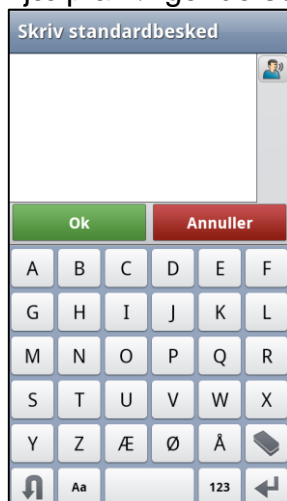 Skriv standardbesked
Ok Annuller
A B C D E F
G H I J K L
M N O P Q R
S T U V W X
Y Z Æ Ø Å
Aa 123